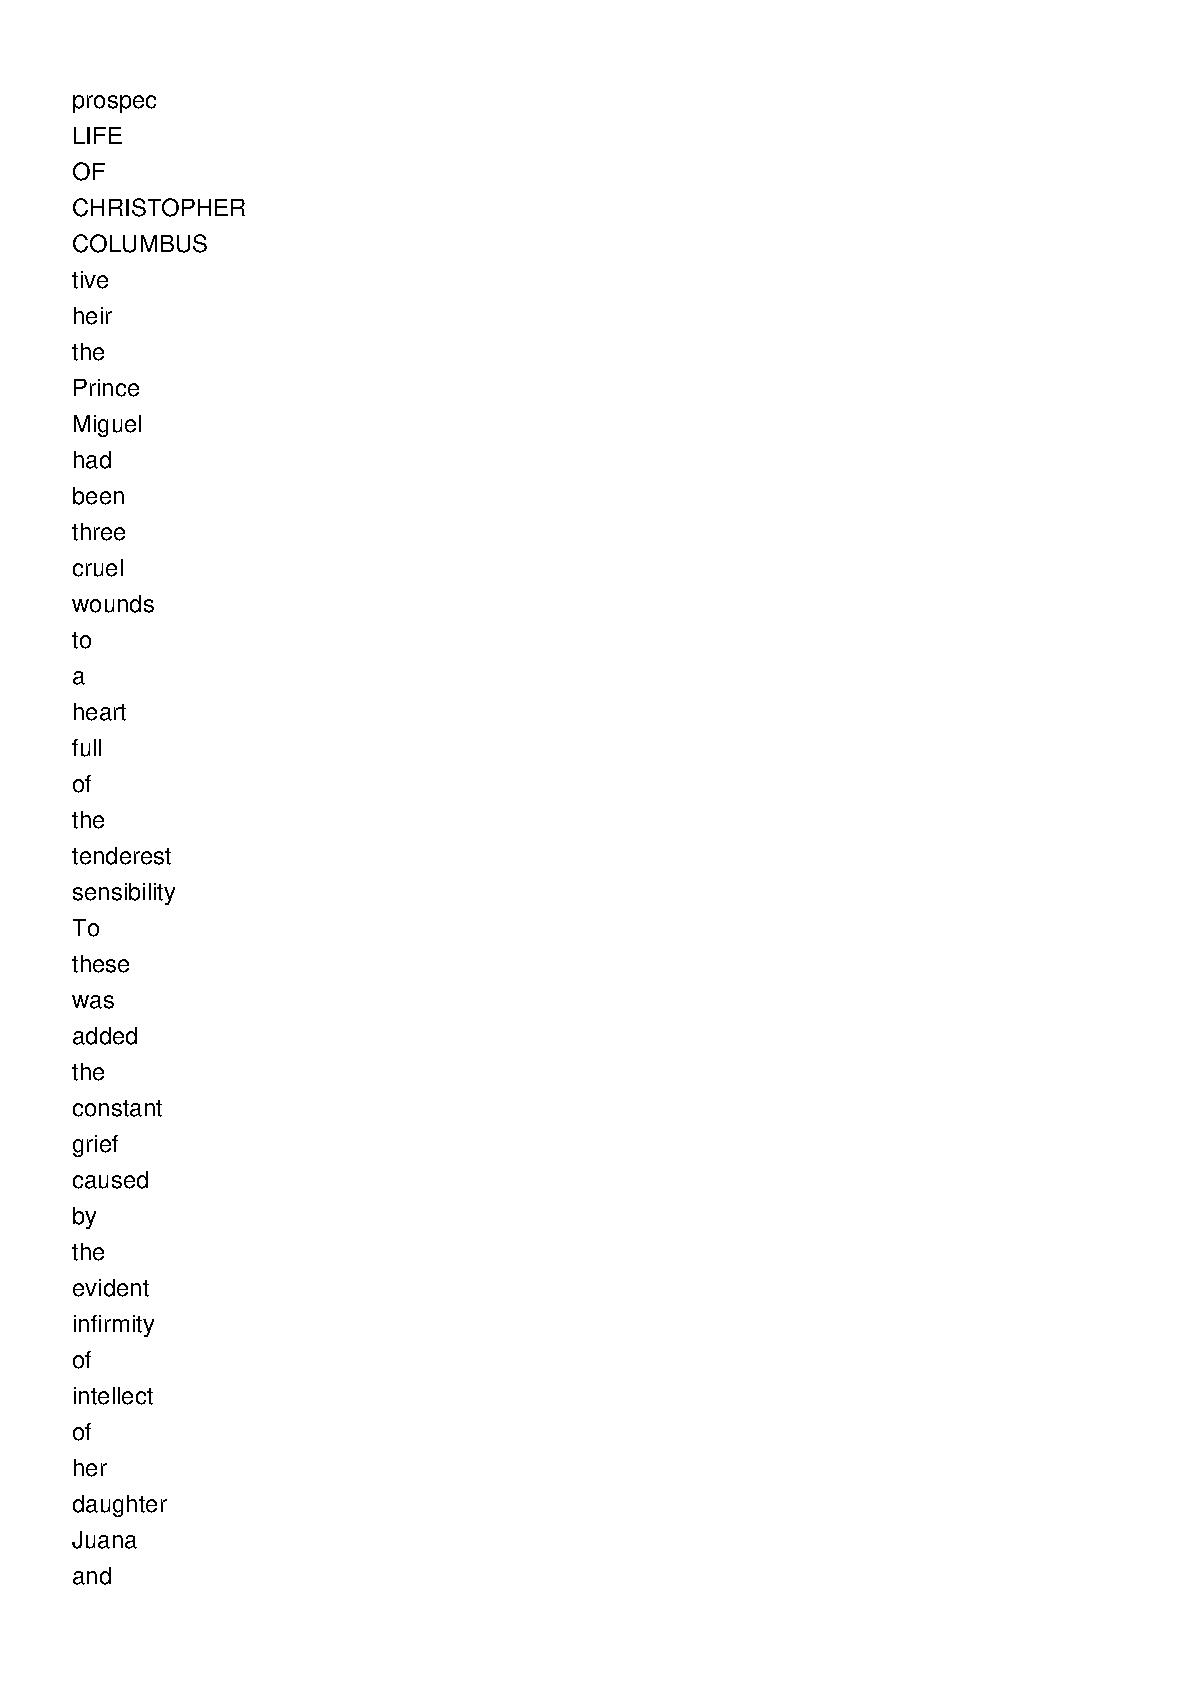 prospec
LIFE
OF
CHRISTOPHER
COLUMBUS
tive
heir
the
Prince
Miguel
had
been
three
cruel
wounds
to
a
heart
full
of
the
tenderest
sensibility
To
these
was
added
the
constant
grief
caused
by
the
evident
infirmity
of
intellect
of
her
daughter
Juana
and